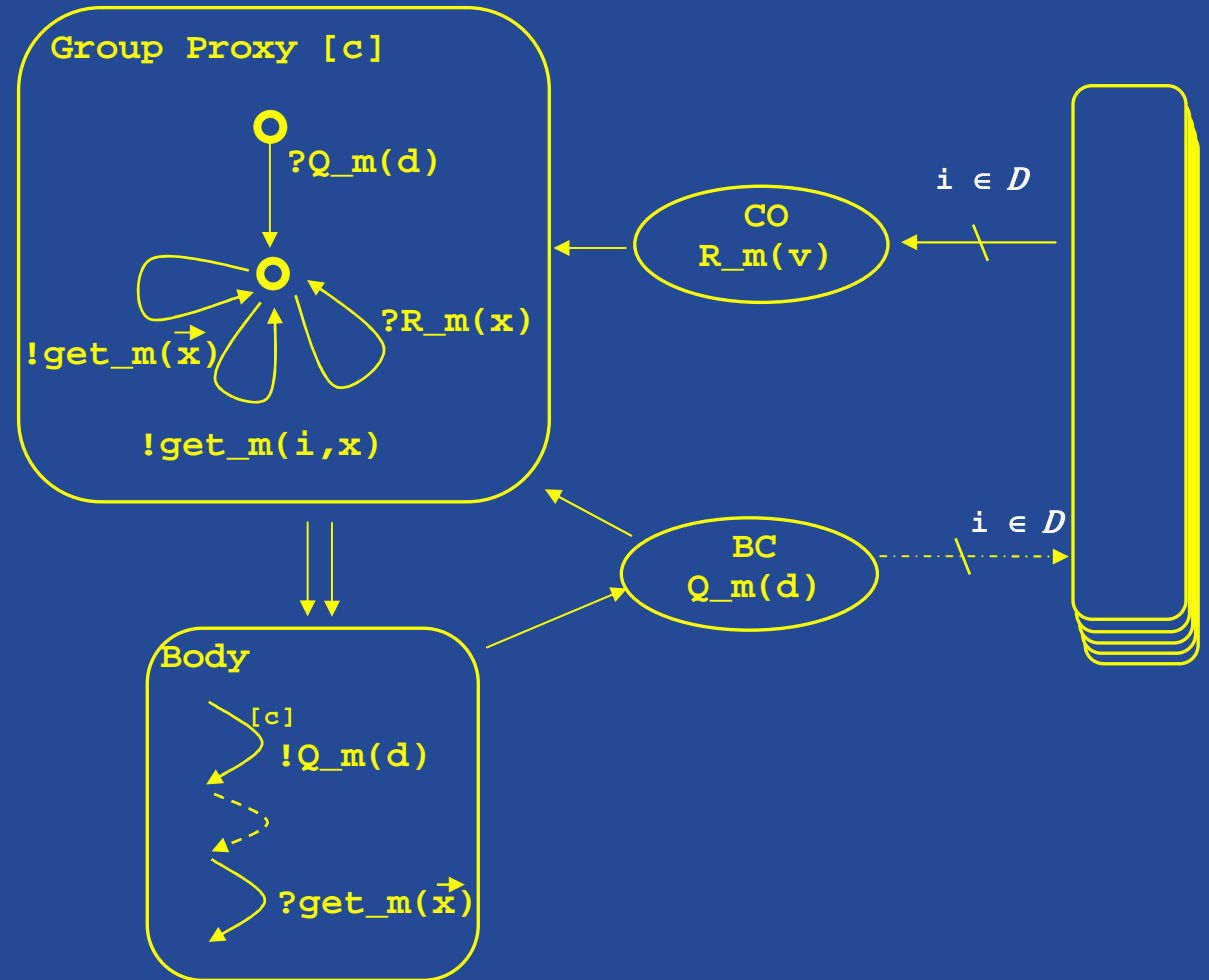 Group Proxy [c]
?Q_m(d)
?R_m(x)
!get_m(x⃗)
!get_m(i,x)
CO
R_m(v)
i ∈ D
BC
Q_m(d)
i ∈ D
Body
[c]
!Q_m(d)
?get_m(x⃗)